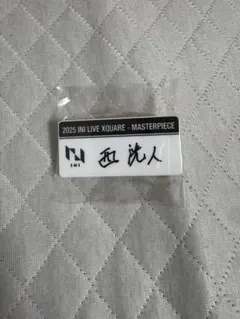 2025 INI LIVE XQUARE - MASTERPIECE
INI
西 洸人